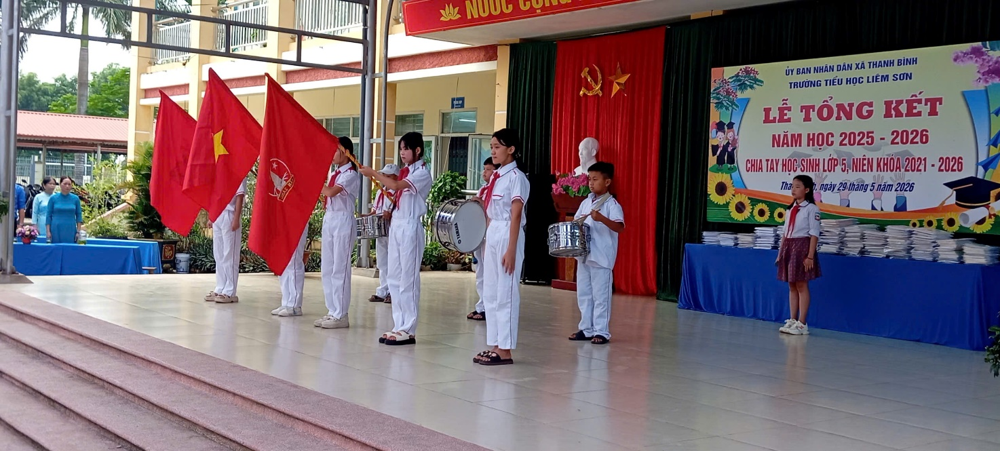 NƯỚC CỘNG
ỦY BAN NHÂN DÂN XÃ THANH BÌNH
TRƯỜNG TIỂU HỌC LIÊM SƠN
LỄ TỔNG KẾT
NĂM HỌC 2025 - 2026
CHIA TAY HỌC SINH LỚP 5, NIÊN KHÓA 2021 - 2026
ngày 29 tháng 5 năm 2026